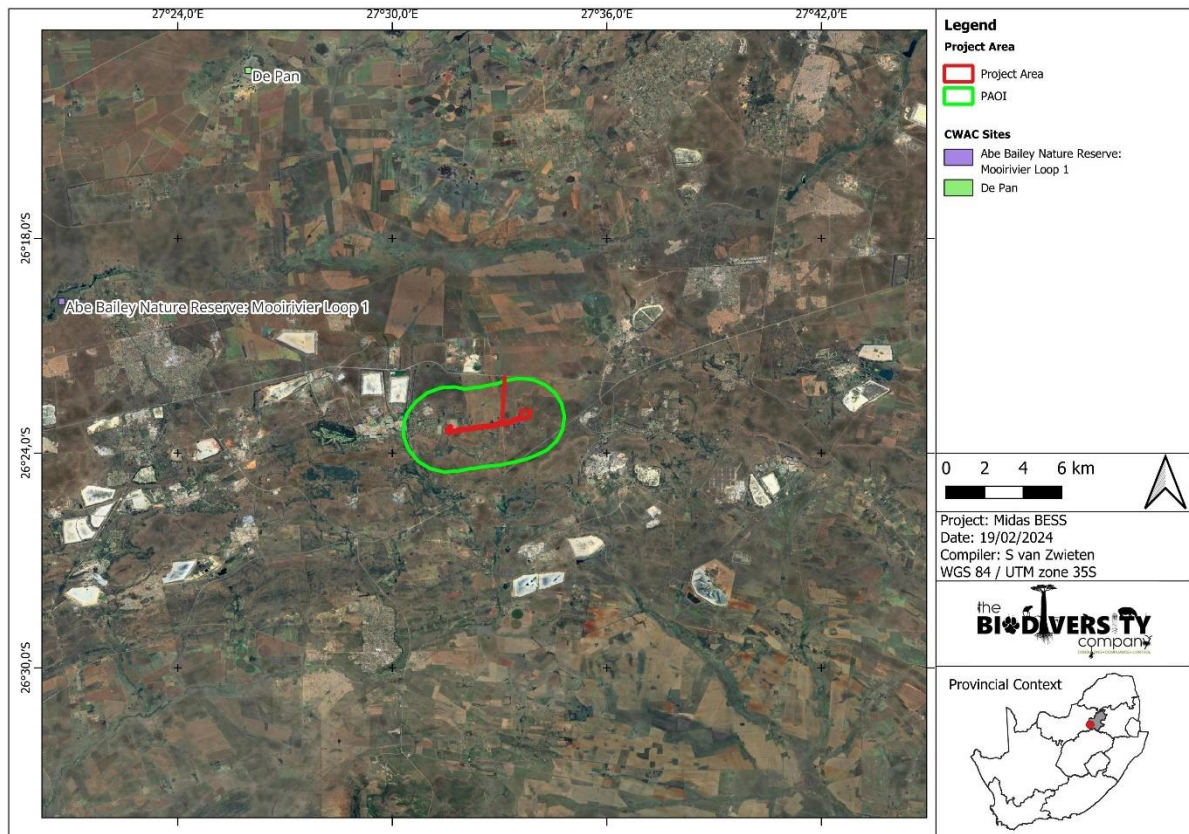 27°24,0'E 27°30,0'E 27°36,0'E 27°42,0'E
De Pan
26°18,0'S
Abe Bailey Nature Reserve: Mooirivier Loop 1
26°24,0'S
26°30,0'S
Legend
Project Area
Project Area
PAOI
CWAC Sites
Abe Bailey Nature Reserve:
Mooirivier Loop 1
De Pan
0 2 4 6 km
Project: Midas BESS
Date: 19/02/2024
Compiler: S van Zwieten
WGS 84 / UTM zone 35S
the
BIODIVERSITY
company
Provincial Context